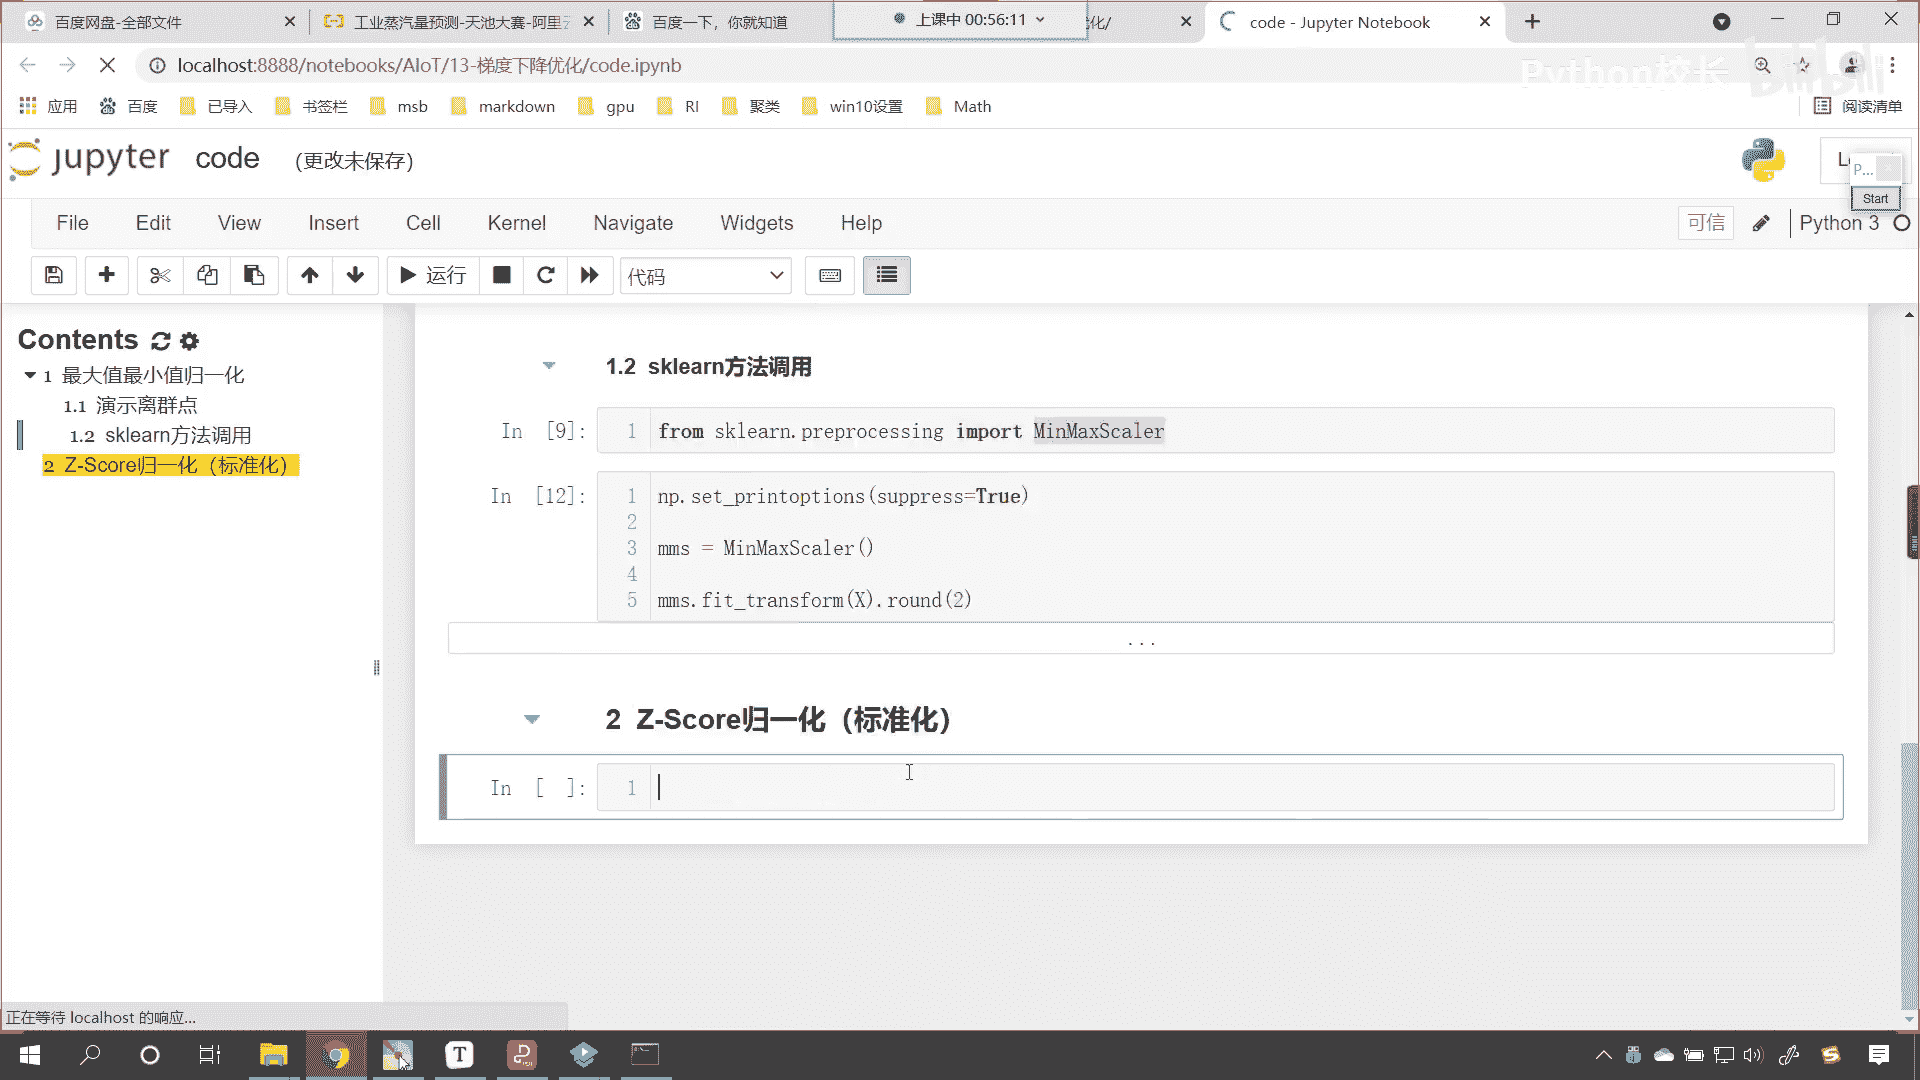 百度网盘-全部文件
工业蒸汽量预测-天池大赛-阿里云
百度一下，你就知道
上课中 00:56:11
化/
code - Jupyter Notebook
localhost:8888/notebooks/AIoT/13-梯度下降优化/code.ipynb
Python校长
bilibili
应用
百度
已导入
书签栏
msb
markdown
gpu
RI
聚类
win10设置
Math
阅读清单
jupyter code (更改未保存)
P...
Start
File Edit View Insert Cell Kernel Navigate Widgets Help
可信
Python 3
运行
代码
Contents
1 最大值最小值归一化
1.1 演示离群点
1.2 sklearn方法调用
2 Z-Score归一化（标准化）
1.2 sklearn方法调用
In [9]:
1 from sklearn.preprocessing import MinMaxScaler
In [12]:
1 np.set_printoptions(suppress=True)
2
3 mms = MinMaxScaler()
4
5 mms.fit_transform(X).round(2)
...
2 Z-Score归一化（标准化）
In [ ]:
1
正在等待 localhost 的响应...